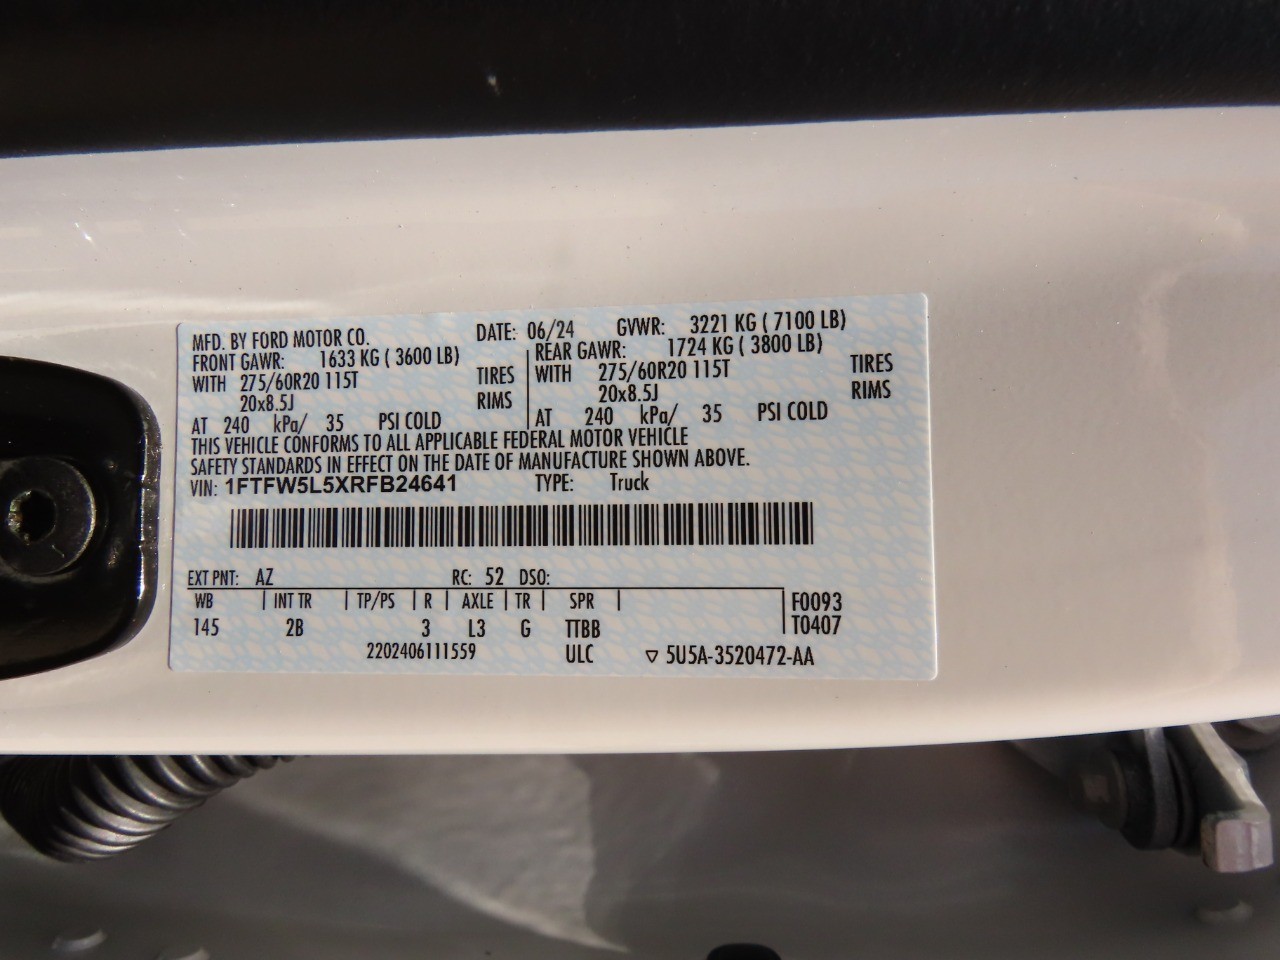 MFD. BY FORD MOTOR CO. DATE: 06/24 GVWR: 3221 KG ( 7100 LB)
FRONT GAWR: 1633 KG ( 3600 LB) REAR GAWR: 1724 KG ( 3800 LB)
WITH 275/60R20 115T TIRES WITH 275/60R20 115T TIRES
20x8.5J RIMS 20x8.5J RIMS
AT 240 kPa/ 35 PSI COLD AT 240 kPa/ 35 PSI COLD
THIS VEHICLE CONFORMS TO ALL APPLICABLE FEDERAL MOTOR VEHICLE
SAFETY STANDARDS IN EFFECT ON THE DATE OF MANUFACTURE SHOWN ABOVE.
VIN: 1FTFW5L5XRFB24641 TYPE: Truck
EXT PNT: AZ RC: 52 DSO:
WB | INT TR | TP/PS | R | AXLE | TR | SPR | F0093
145 2B 3 L3 G TTBB T0407
2202406111559 ULC ▽ 5U5A-3520472-AA